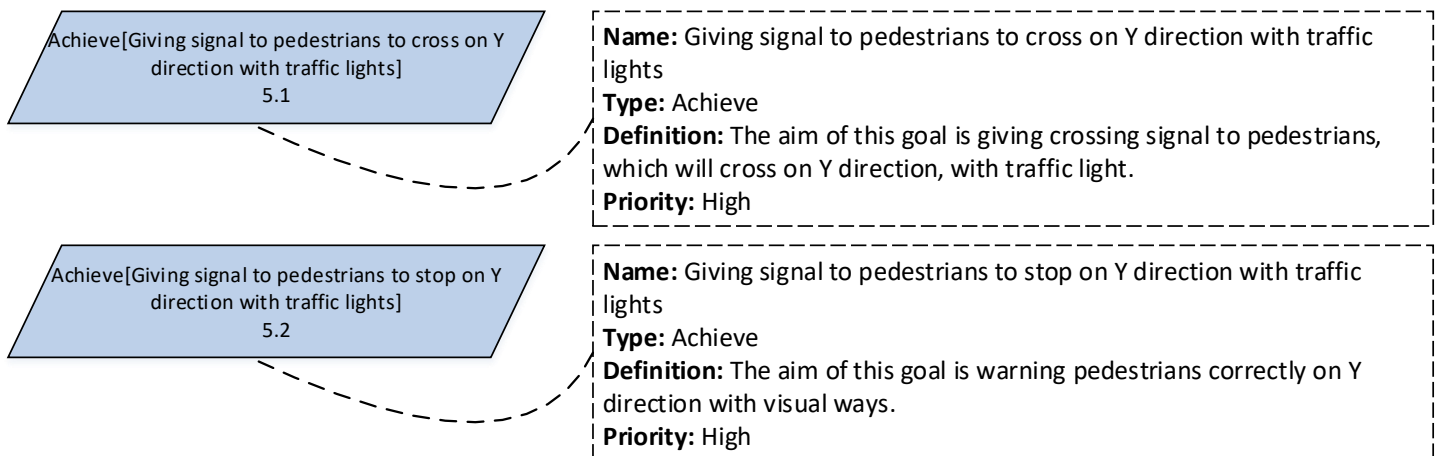 Achieve[Giving signal to pedestrians to cross on Y
direction with traffic lights]
5.1
Name: Giving signal to pedestrians to cross on Y direction with traffic
lights
Type: Achieve
Definition: The aim of this goal is giving crossing signal to pedestrians,
which will cross on Y direction, with traffic light.
Priority: High
Achieve[Giving signal to pedestrians to stop on Y
direction with traffic lights]
5.2
Name: Giving signal to pedestrians to stop on Y direction with traffic
lights
Type: Achieve
Definition: The aim of this goal is warning pedestrians correctly on Y
direction with visual ways.
Priority: High